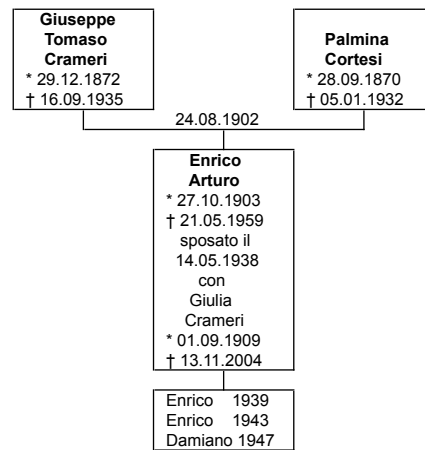 Giuseppe
Tomaso
Crameri
* 29.12.1872
† 16.09.1935
Palmina
Cortesi
* 28.09.1870
† 05.01.1932
24.08.1902
Enrico
Arturo
* 27.10.1903
† 21.05.1959
sposato il
14.05.1938
con
Giulia
Crameri
* 01.09.1909
† 13.11.2004
Enrico 1939
Enrico 1943
Damiano 1947